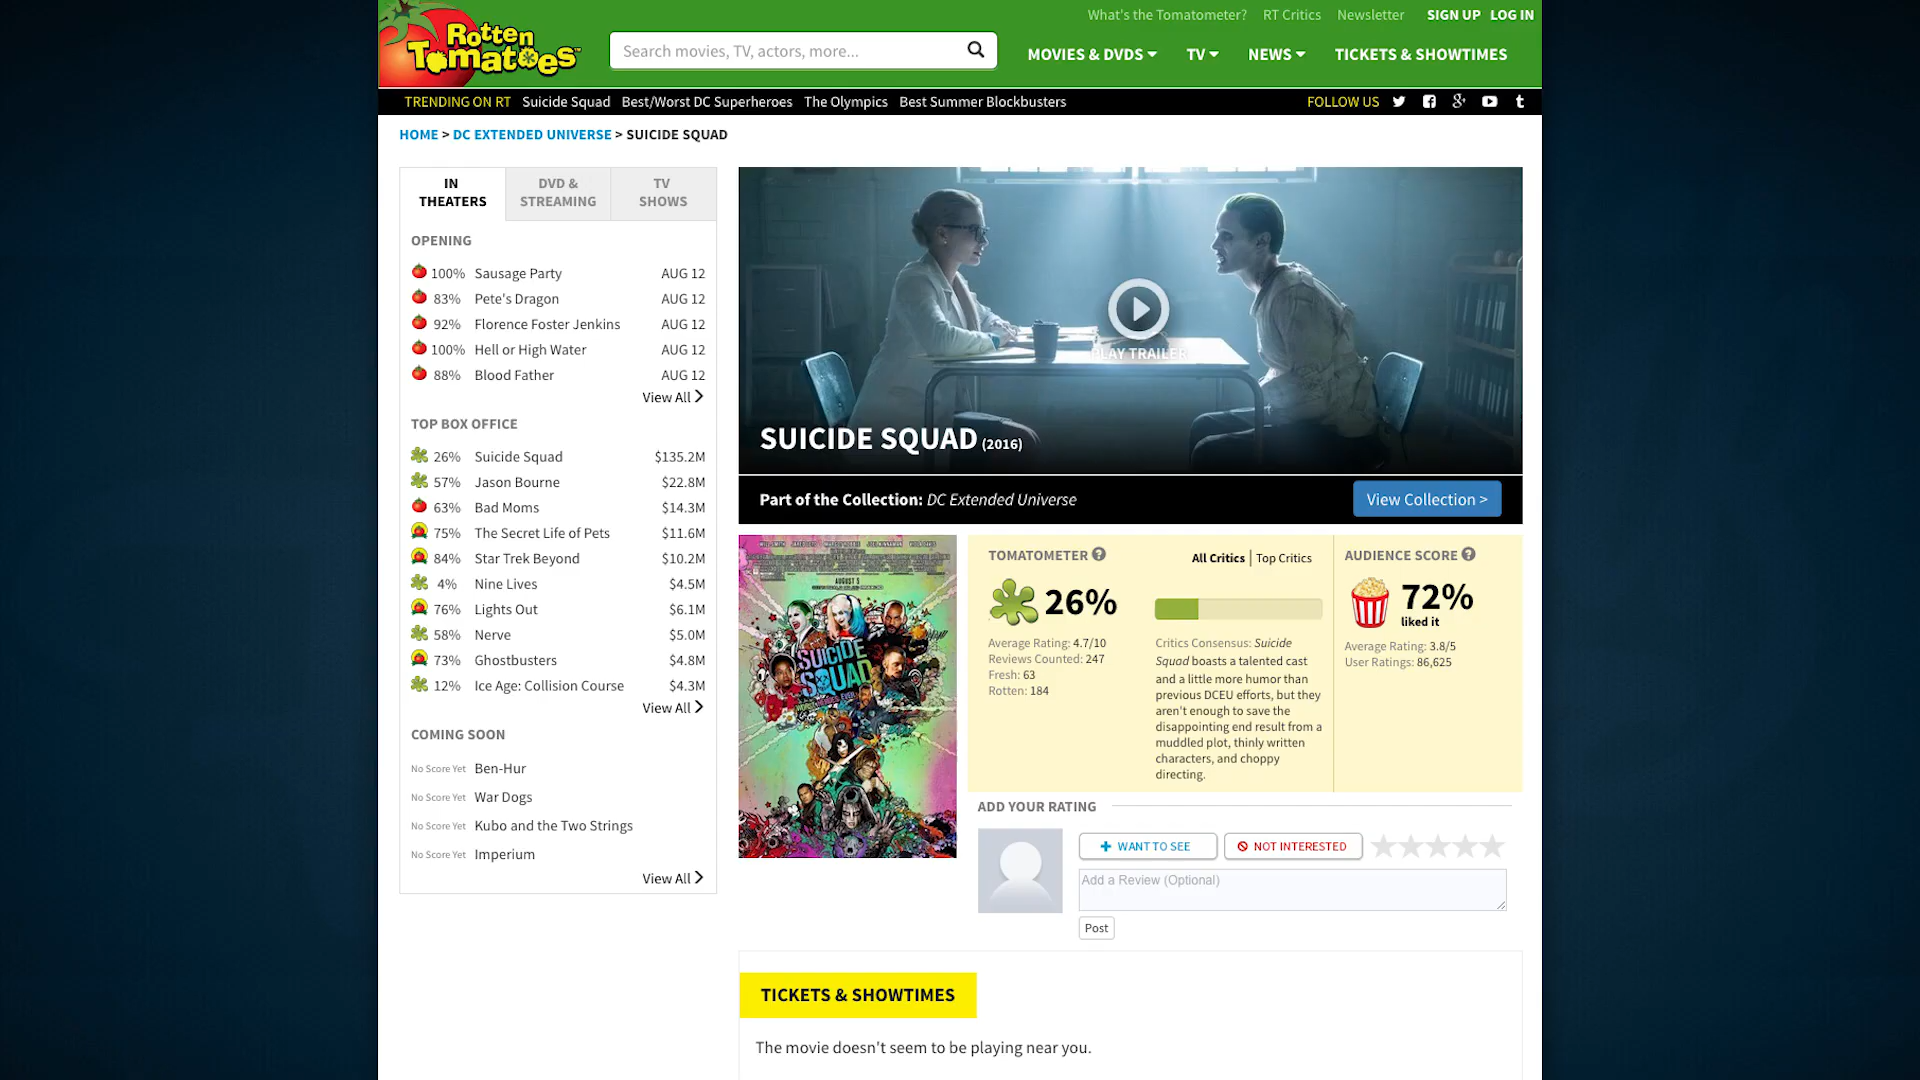 What's the Tomatometer? RT Critics Newsletter SIGN UP LOG IN
Rotten
Tomatoes™
Search movies, TV, actors, more...
MOVIES & DVDS TV NEWS TICKETS & SHOWTIMES
TRENDING ON RT Suicide Squad Best/Worst DC Superheroes The Olympics Best Summer Blockbusters FOLLOW US
HOME > DC EXTENDED UNIVERSE > SUICIDE SQUAD
IN
THEATERS
DVD &
STREAMING
TV
SHOWS
OPENING
100% Sausage Party AUG 12
83% Pete's Dragon AUG 12
92% Florence Foster Jenkins AUG 12
100% Hell or High Water AUG 12
88% Blood Father AUG 12
View All
TOP BOX OFFICE
26% Suicide Squad $135.2M
57% Jason Bourne $22.8M
63% Bad Moms $14.3M
75% The Secret Life of Pets $11.6M
84% Star Trek Beyond $10.2M
4% Nine Lives $4.5M
76% Lights Out $6.1M
58% Nerve $5.0M
73% Ghostbusters $4.8M
12% Ice Age: Collision Course $4.3M
View All
COMING SOON
No Score Yet Ben-Hur
No Score Yet War Dogs
No Score Yet Kubo and the Two Strings
No Score Yet Imperium
View All
PLAY TRAILER
SUICIDE SQUAD (2016)
Part of the Collection: DC Extended Universe
View Collection >
AUGUST 5
SUICIDE
SQUAD
WORST. HEROES. EVER.
TOMATOMETER
All Critics | Top Critics
26%
Average Rating: 4.7/10
Reviews Counted: 247
Fresh: 63
Rotten: 184
Critics Consensus: Suicide
Squad boasts a talented cast
and a little more humor than
previous DCEU efforts, but they
aren't enough to save the
disappointing end result from a
muddled plot, thinly written
characters, and choppy
directing.
AUDIENCE SCORE
72%
liked it
Average Rating: 3.8/5
User Ratings: 86,625
ADD YOUR RATING
WANT TO SEE
NOT INTERESTED
Add a Review (Optional)
Post
TICKETS & SHOWTIMES
The movie doesn't seem to be playing near you.